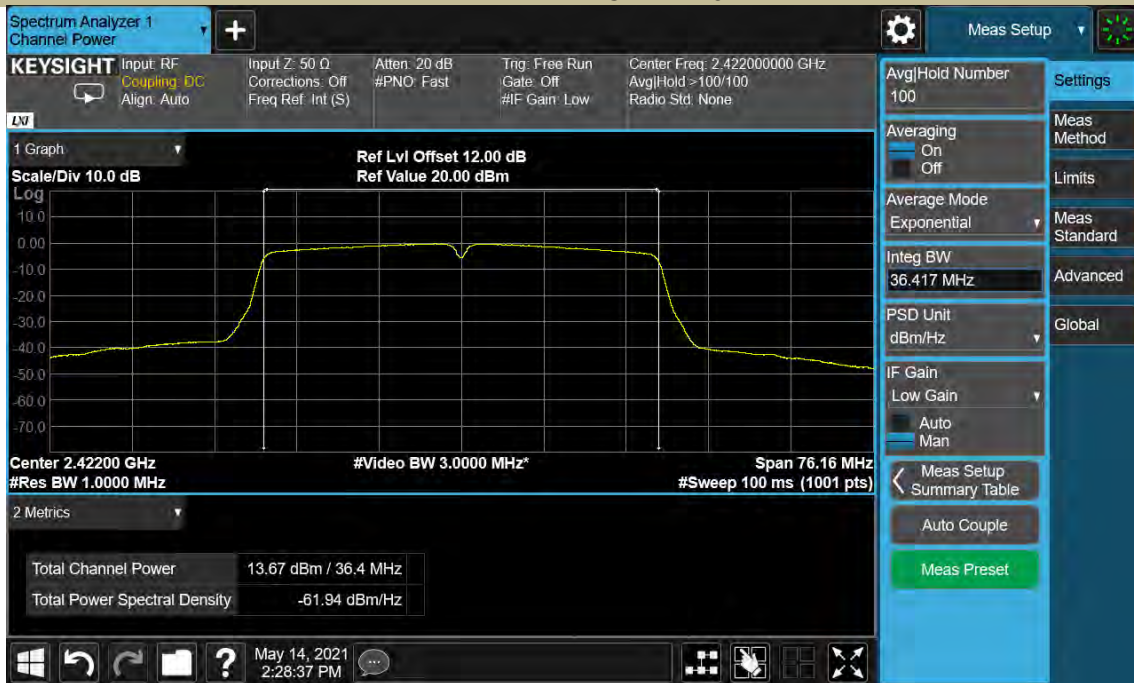 Spectrum Analyzer 1
Channel Power
+
Meas Setup
KEYSIGHT
Input: RF
Coupling: DC
Align: Auto
Input Z: 50 Ω
Corrections: Off
Freq Ref: Int (S)
Atten: 20 dB
#PNO: Fast
Trig: Free Run
Gate: Off
#IF Gain: Low
Center Freq: 2.422000000 GHz
Avg|Hold >100/100
Radio Std: None
LXI
1 Graph
Scale/Div 10.0 dB
Ref Lvl Offset 12.00 dB
Ref Value 20.00 dBm
Log
10.0
0.00
-10.0
-20.0
-30.0
-40.0
-50.0
-60.0
-70.0
Center 2.42200 GHz
#Res BW 1.0000 MHz
#Video BW 3.0000 MHz*
Span 76.16 MHz
#Sweep 100 ms (1001 pts)
2 Metrics
Total Channel Power 13.67 dBm / 36.4 MHz
Total Power Spectral Density -61.94 dBm/Hz
?
May 14, 2021
2:28:37 PM
Avg|Hold Number
100
Averaging
On
Off
Average Mode
Exponential
Integ BW
36.417 MHz
PSD Unit
dBm/Hz
IF Gain
Low Gain
Auto
Man
Meas Setup
Summary Table
Auto Couple
Meas Preset
Settings
Meas
Method
Limits
Meas
Standard
Advanced
Global